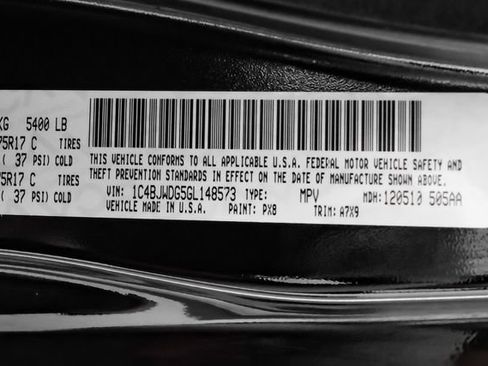 KG 5400 LB
75R17 C TIRES
( 37 PSI) COLD
75R17 C TIRES
( 37 PSI) COLD
THIS VEHICLE CONFORMS TO ALL APPLICABLE U.S.A. FEDERAL MOTOR VEHICLE SAFETY AND
THEFT PREVENTION STANDARDS IN EFFECT ON THE DATE OF MANUFACTURE SHOWN ABOVE.
VIN: 1C4BJWDG5GL148573 TYPE: MPV MDH: 120510 505AA
VEHICLE MADE IN U.S.A. PAINT: PX8 TRIM: A7X9